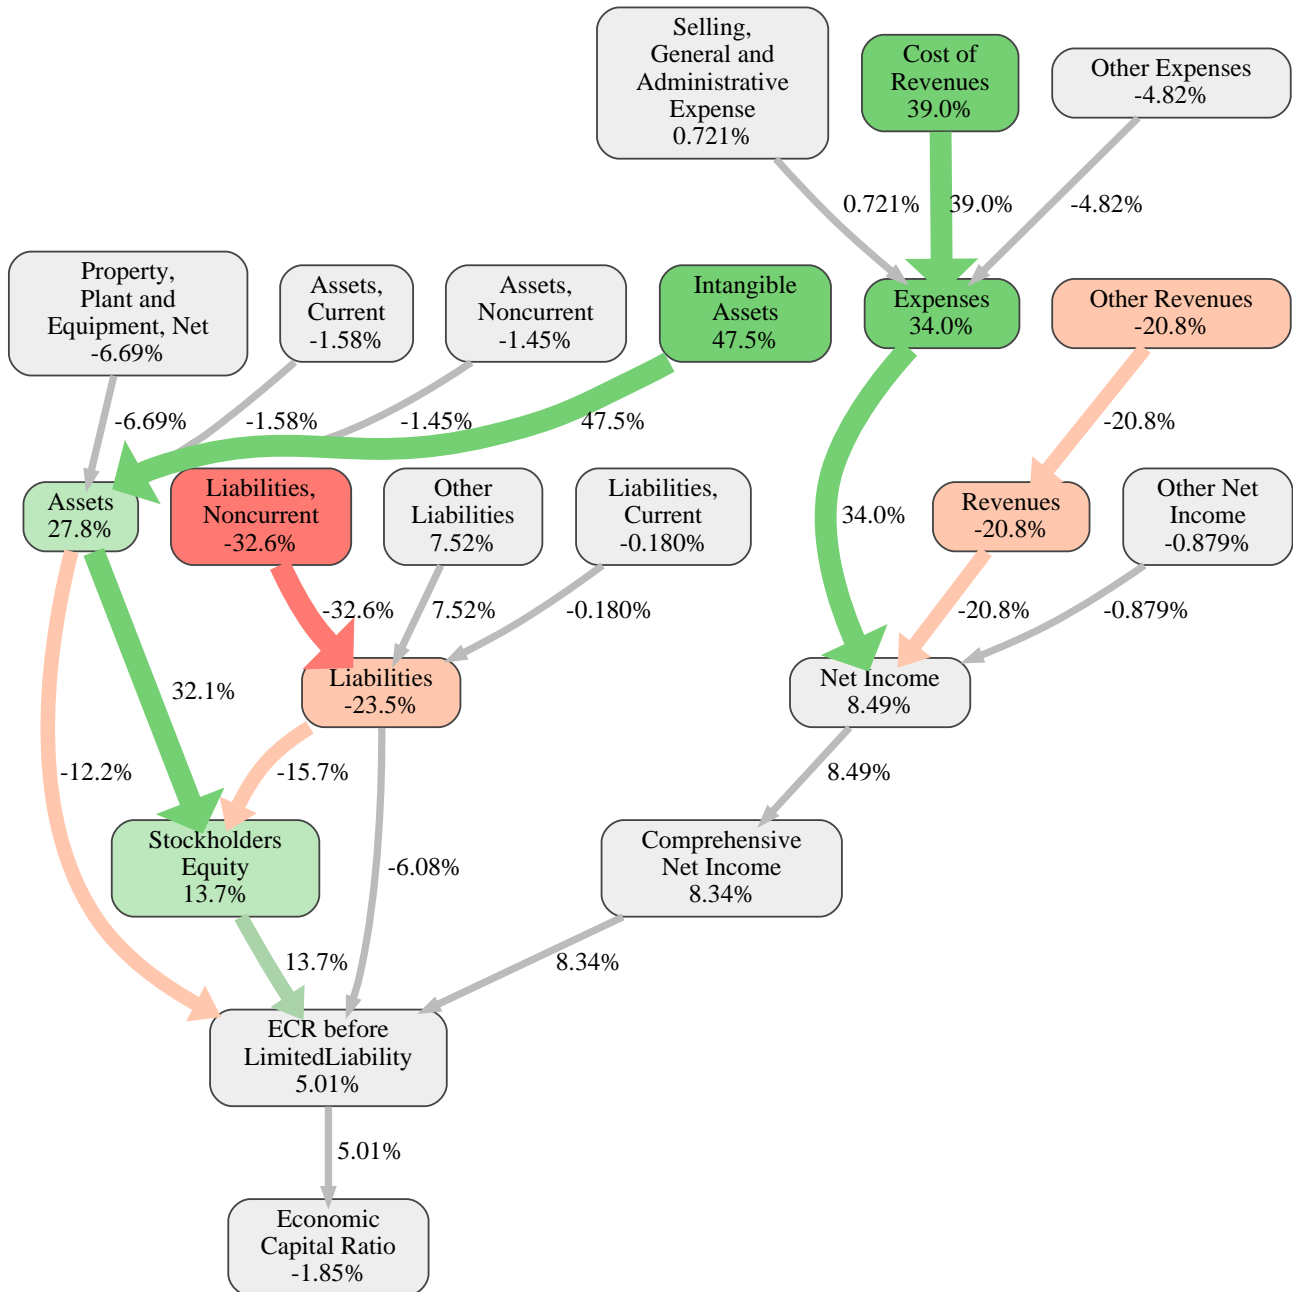 Selling,
General and
Administrative
Expense
0.721%
Cost of
Revenues
39.0%
Other Expenses
-4.82%
0.721%
39.0%
-4.82%
Property,
Plant and
Equipment, Net
-6.69%
Assets,
Current
-1.58%
Assets,
Noncurrent
-1.45%
Intangible
Assets
47.5%
Expenses
34.0%
Other Revenues
-20.8%
-6.69%
-1.58%
-1.45%
47.5%
-20.8%
Assets
27.8%
Liabilities,
Noncurrent
-32.6%
Other
Liabilities
7.52%
Liabilities,
Current
-0.180%
34.0%
Revenues
-20.8%
Other Net
Income
-0.879%
-32.6%
7.52%
-0.180%
-20.8%
-0.879%
32.1%
Liabilities
-23.5%
Net Income
8.49%
-12.2%
-15.7%
8.49%
Stockholders
Equity
13.7%
-6.08%
Comprehensive
Net Income
8.34%
13.7%
8.34%
ECR before
LimitedLiability
5.01%
5.01%
Economic
Capital Ratio
-1.85%